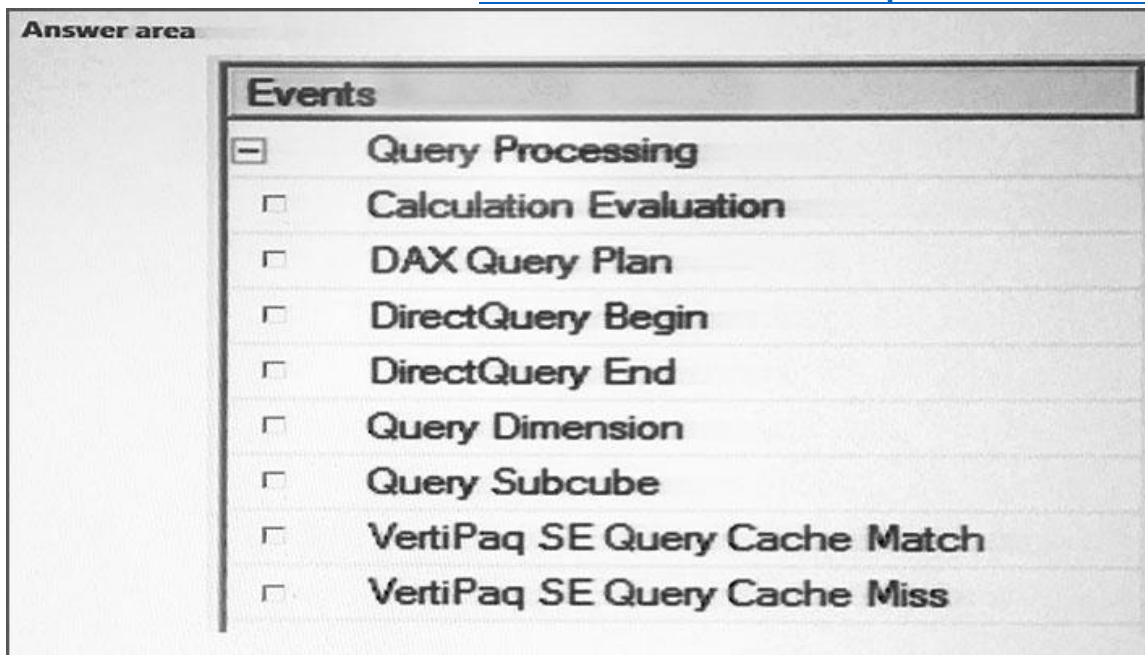 Answer area
Events
Query Processing
Calculation Evaluation
DAX Query Plan
DirectQuery Begin
DirectQuery End
Query Dimension
Query Subcube
VertiPaq SE Query Cache Match
VertiPaq SE Query Cache Miss